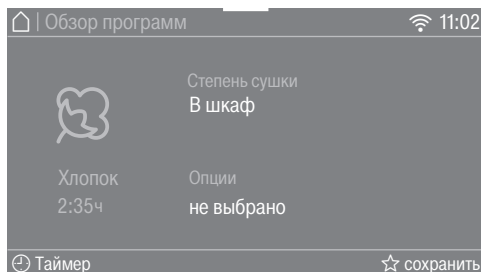 | Обзор программ 11:02
Степень сушки
В шкаф
Хлопок
2:35ч
Опции
не выбрано
Таймер
сохранить